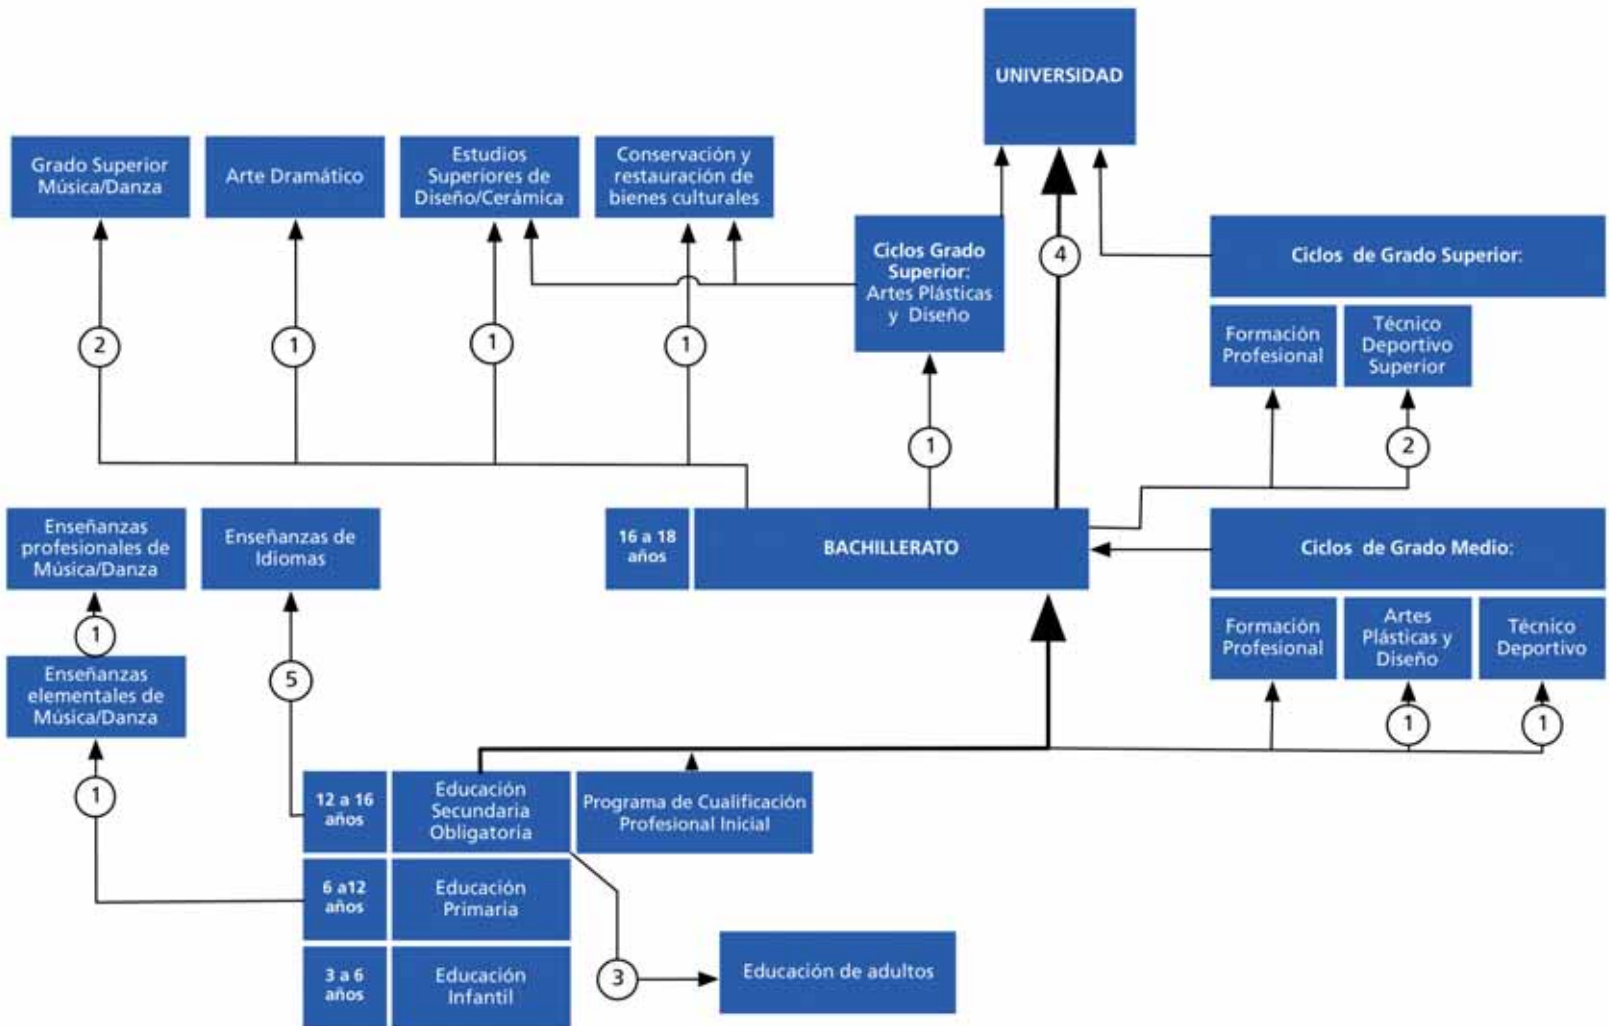 UNIVERSIDAD
Grado Superior
Música/Danza
Arte Dramático
Estudios
Superiores de
Diseño/Cerámica
Conservación y
restauración de
bienes culturales
Ciclos Grado
Superior:
Artes Plásticas
y Diseño
4
Ciclos de Grado Superior:
Formación
Profesional
Técnico
Deportivo
Superior
2
1
1
1
1
2
Enseñanzas
profesionales de
Música/Danza
Enseñanzas de
Idiomas
16 a 18
años
BACHILLERATO
Ciclos de Grado Medio:
Formación
Profesional
Artes
Plásticas y
Diseño
Técnico
Deportivo
1
Enseñanzas
elementales de
Música/Danza
5
1
1
1
12 a 16
años
Educación
Secundaria
Obligatoria
Programa de Cualificación
Profesional Inicial
6 a12
años
Educación
Primaria
3 a 6
años
Educación
Infantil
3
Educación de adultos